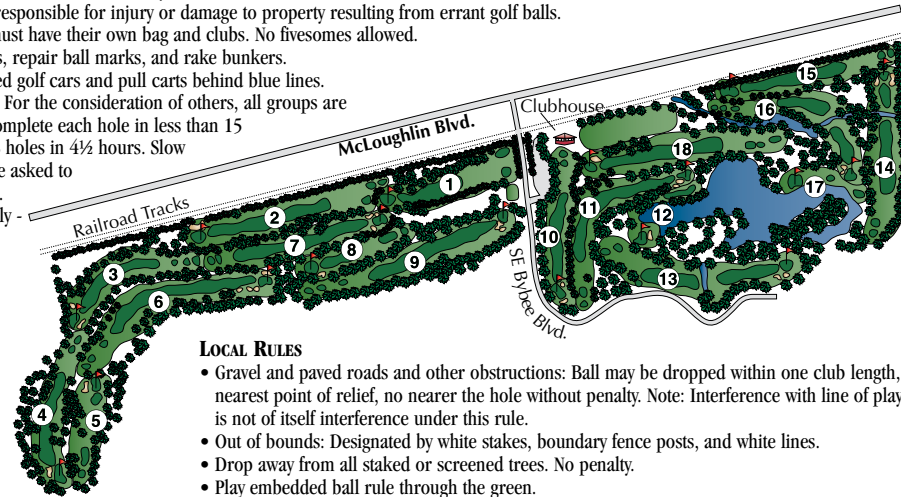 responsible for injury or damage to property resulting from errant golf balls.
must have their own bag and clubs. No fivesomes allowed.
s, repair ball marks, and rake bunkers.
ed golf cars and pull carts behind blue lines.
For the consideration of others, all groups are
omplete each hole in less than 15
holes in 4½ hours. Slow
e asked to
ly -
McLoughlin Blvd.
Railroad Tracks
Clubhouse
SE Bybee Blvd.
1
2
3
4
5
6
7
8
9
10
11
12
13
14
15
16
17
18
LOCAL RULES
• Gravel and paved roads and other obstructions: Ball may be dropped within one club length,
nearest point of relief, no nearer the hole without penalty. Note: Interference with line of play
is not of itself interference under this rule.
• Out of bounds: Designated by white stakes, boundary fence posts, and white lines.
• Drop away from all staked or screened trees. No penalty.
• Play embedded ball rule through the green.